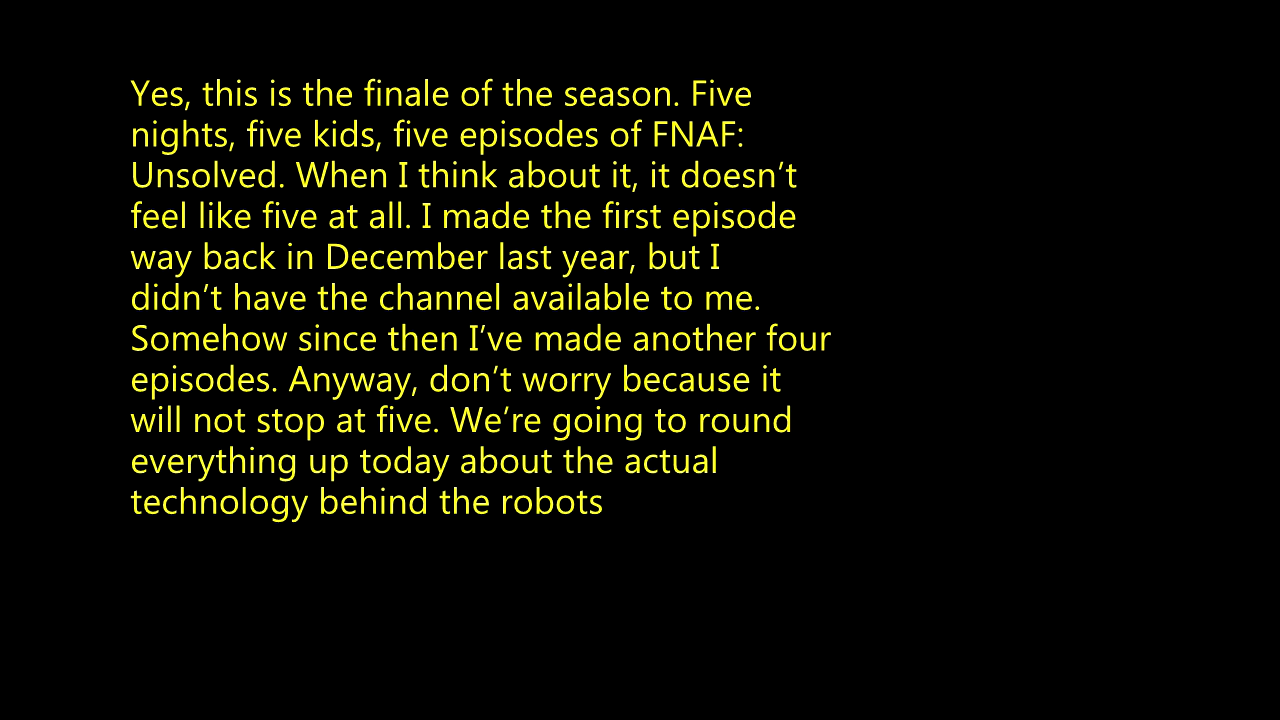 Yes, this is the finale of the season. Five
nights, five kids, five episodes of FNAF:
Unsolved. When I think about it, it doesn’t
feel like five at all. I made the first episode
way back in December last year, but I
didn’t have the channel available to me.
Somehow since then I’ve made another four
episodes. Anyway, don’t worry because it
will not stop at five. We’re going to round
everything up today about the actual
technology behind the robots